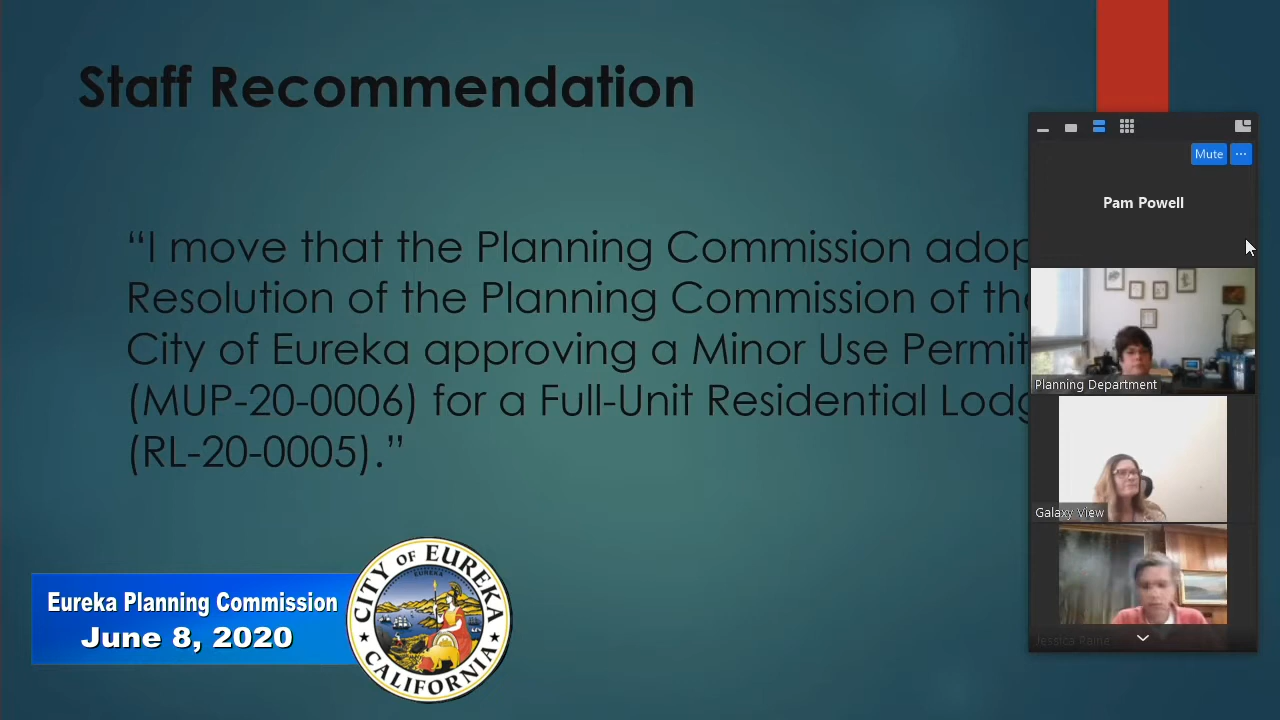 Staff Recommendation
“I move that the Planning Commission adop
Resolution of the Planning Commission of the
City of Eureka approving a Minor Use Permit
(MUP-20-0006) for a Full-Unit Residential Lodg
(RL-20-0005).”
Mute
Pam Powell
Planning Department
Galaxy View
Jessica Raina
Eureka Planning Commission
June 8, 2020
CITY OF EUREKA
EUREKA
CALIFORNIA